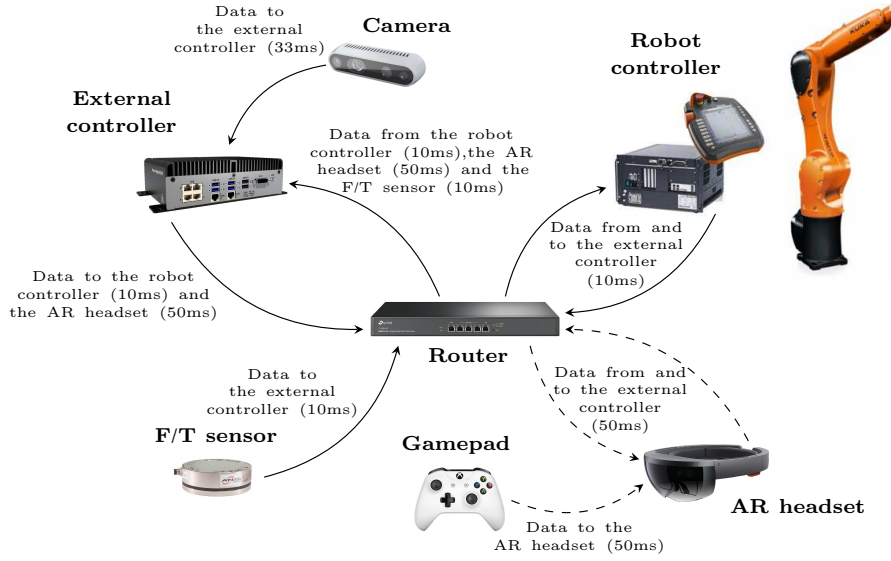 Data to
the external
controller (33ms)
Camera
Robot
controller
KUKA
External
controller
Data from the robot
controller (10ms),the AR
headset (50ms) and the
F/T sensor (10ms)
Data from and
to the external
controller
(10ms)
Data to the robot
controller (10ms) and
the AR headset (50ms)
Router
Data to
the external
controller (10ms)
Data from and
to the external
controller
(50ms)
F/T sensor
Gamepad
AR headset
Data to the
AR headset (50ms)